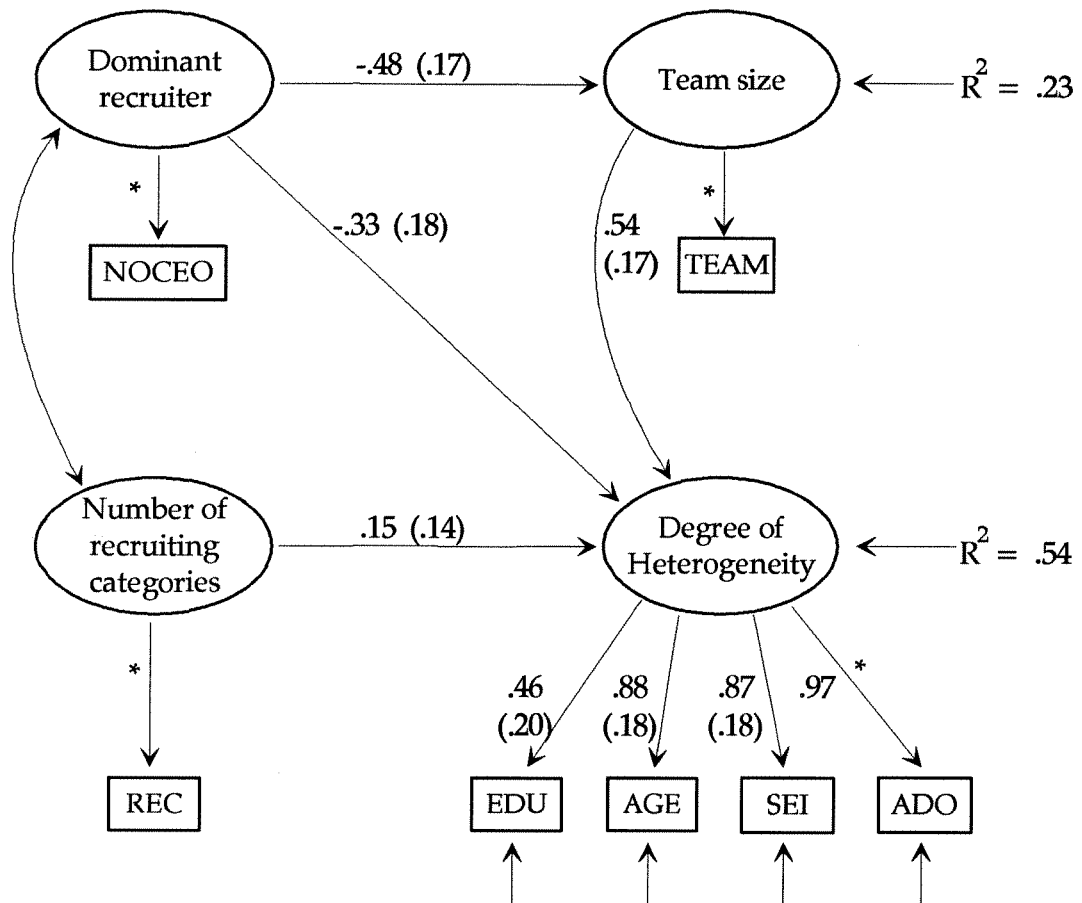 Dominant
recruiter
-.48 (.17)
Team size
R² = .23
*
*
-.33 (.18)
.54
(.17)
NOCEO
TEAM
Number of
recruiting
categories
.15 (.14)
Degree of
Heterogeneity
R² = .54
*
.46
(.20)
.88
(.18)
.87
(.18)
.97
*
REC
EDU
AGE
SEI
ADO